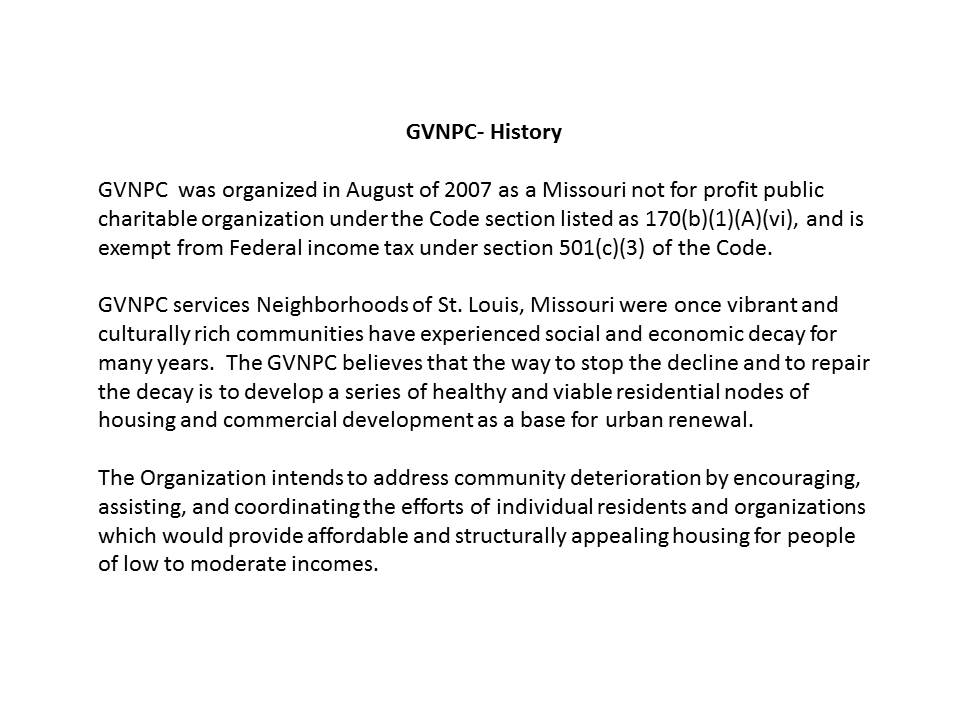 GVNPC- History
GVNPC  was organized in August of 2007 as a Missouri not for profit public
charitable organization under the Code section listed as 170(b)(1)(A)(vi), and is
exempt from Federal income tax under section 501(c)(3) of the Code.
GVNPC services Neighborhoods of St. Louis, Missouri were once vibrant and
culturally rich communities have experienced social and economic decay for
many years.  The GVNPC believes that the way to stop the decline and to repair
the decay is to develop a series of healthy and viable residential nodes of
housing and commercial development as a base for urban renewal.
The Organization intends to address community deterioration by encouraging,
assisting, and coordinating the efforts of individual residents and organizations
which would provide affordable and structurally appealing housing for people
of low to moderate incomes.